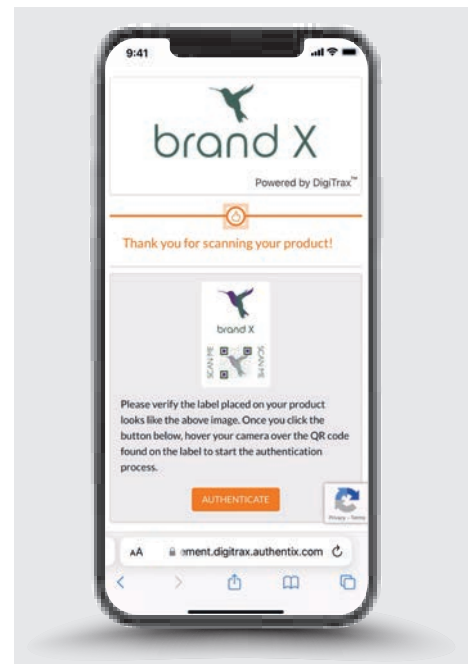 9:41
brand X
Powered by DigiTrax™
Thank you for scanning your product!
brand X
SCAN ME
SCAN ME
Please verify the label placed on your product
looks like the above image. Once you click the
button below, hover your camera over the QR code
found on the label to start the authentication
process.
AUTHENTICATE
Privacy - Terms
AA
ement.digitrax.authentix.com